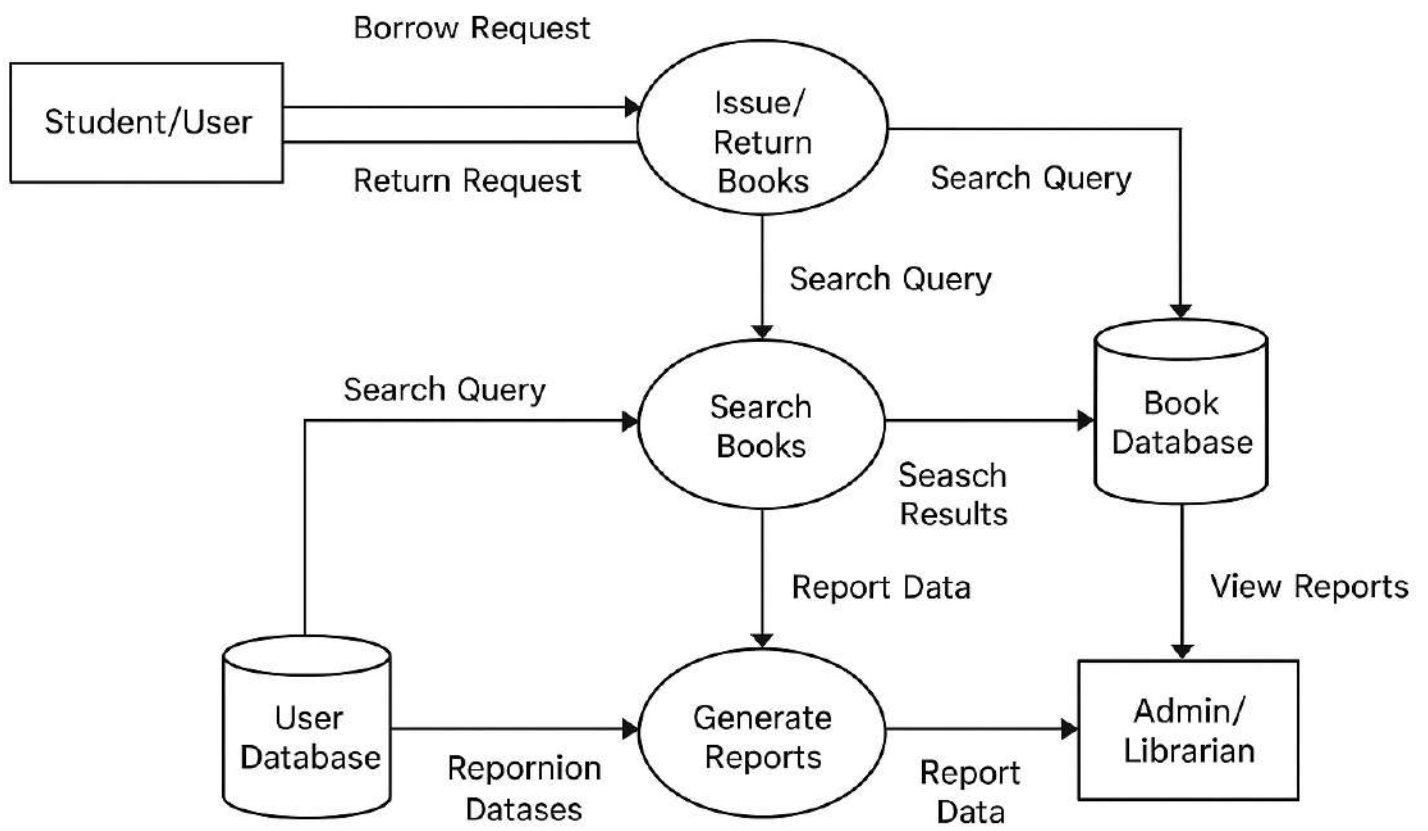 Borrow Request
Student/User
Issue/
Return
Books
Return Request
Search Query
Search Query
Search Query
Search
Books
Book
Database
Seasch
Results
Report Data
View Reports
User
Database
Generate
Reports
Admin/
Librarian
Repornion
Datases
Report
Data